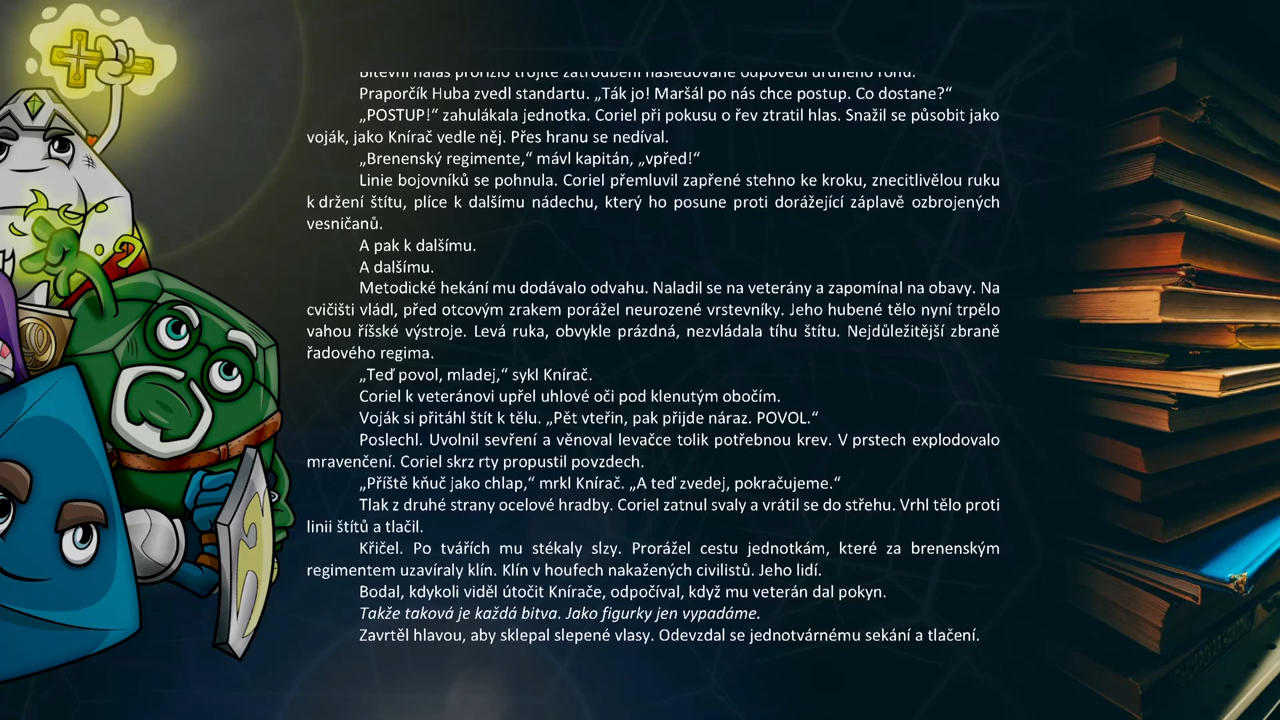 Bitevní halas prořízlo trojité zatroubení následované odpovědí druhého rohu.
Praporčík Huba zvedl standartu. „Ták jo! Maršál po nás chce postup. Co dostane?“
„POSTUP!“ zahulákala jednotka. Coriel při pokusu o řev ztratil hlas. Snažil se působit jako
voják, jako Knírač vedle něj. Přes hranu se nedíval.
„Brenenský regimente,“ mávl kapitán, „vpřed!“
Linie bojovníků se pohnula. Coriel přemluvil zapřené stehno ke kroku, znecitlivělou ruku
k držení štítu, plíce k dalšímu nádechu, který ho posune proti dorážející záplavě ozbrojených
vesničanů.
A pak k dalšímu.
A dalšímu.
Metodické hekání mu dodávalo odvahu. Naladil se na veterány a zapomínal na obavy. Na
cvičišti vládl, před otcovým zrakem porážel neurozené vrstevníky. Jeho hubené tělo nyní trpělo
vahou říšské výstroje. Levá ruka, obvykle prázdná, nezvládala tíhu štítu. Nejdůležitější zbraně
řadového regima.
„Teď povol, mladej,“ sykl Knírač.
Coriel k veteránovi upřel uhlové oči pod klenutým obočím.
Voják si přitáhl štít k tělu. „Pět vteřin, pak přijde náraz. POVOL.“
Poslechl. Uvolnil sevření a věnoval levačce tolik potřebnou krev. V prstech explodovalo
mravenčení. Coriel skrz rty propustil povzdech.
„Příště kňuč jako chlap,“ mrkl Knírač. „A teď zvedej, pokračujeme.“
Tlak z druhé strany ocelové hradby. Coriel zatnul svaly a vrátil se do střehu. Vrhl tělo proti
linii štítů a tlačil.
Křičel. Po tvářích mu stékaly slzy. Prorážel cestu jednotkám, které za brenenským
regimentem uzavíraly klín. Klín v houfech nakažených civilistů. Jeho lidí.
Bodal, kdykoli viděl útočit Knírače, odpočíval, když mu veterán dal pokyn.
Takže taková je každá bitva. Jako figurky jen vypadáme.
Zavrtěl hlavou, aby sklepal slepené vlasy. Odevzdal se jednotvárnému sekání a tlačení.